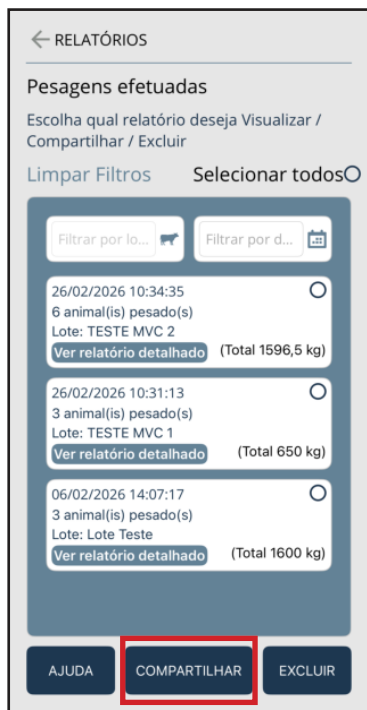 RELATÓRIOS
Pesagens efetuadas
Escolha qual relatório deseja Visualizar /
Compartilhar / Excluir
Limpar Filtros Selecionar todos
Filtrar por lo... Filtrar por d...
26/02/2026 10:34:35
6 animal(is) pesado(s)
Lote: TESTE MVC 2
Ver relatório detalhado (Total 1596,5 kg)
26/02/2026 10:31:13
3 animal(is) pesado(s)
Lote: TESTE MVC 1
Ver relatório detalhado (Total 650 kg)
06/02/2026 14:07:17
3 animal(is) pesado(s)
Lote: Lote Teste
Ver relatório detalhado (Total 1600 kg)
AJUDA COMPARTILHAR EXCLUIR